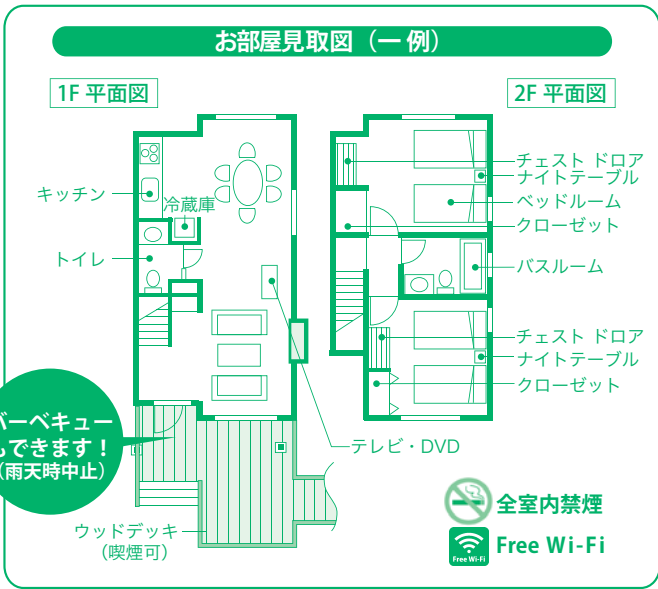 お部屋見取図（一例）
1F 平面図
2F 平面図
キッチン
冷蔵庫
トイレ
チェスト ドロア
ナイトテーブル
ベッドルーム
クローゼット
バスルーム
チェスト ドロア
ナイトテーブル
クローゼット
バーベキュー
もできます！
（雨天時中止）
テレビ・DVD
ウッドデッキ
（喫煙可）
全室内禁煙
Free Wi-Fi
Free Wi-Fi